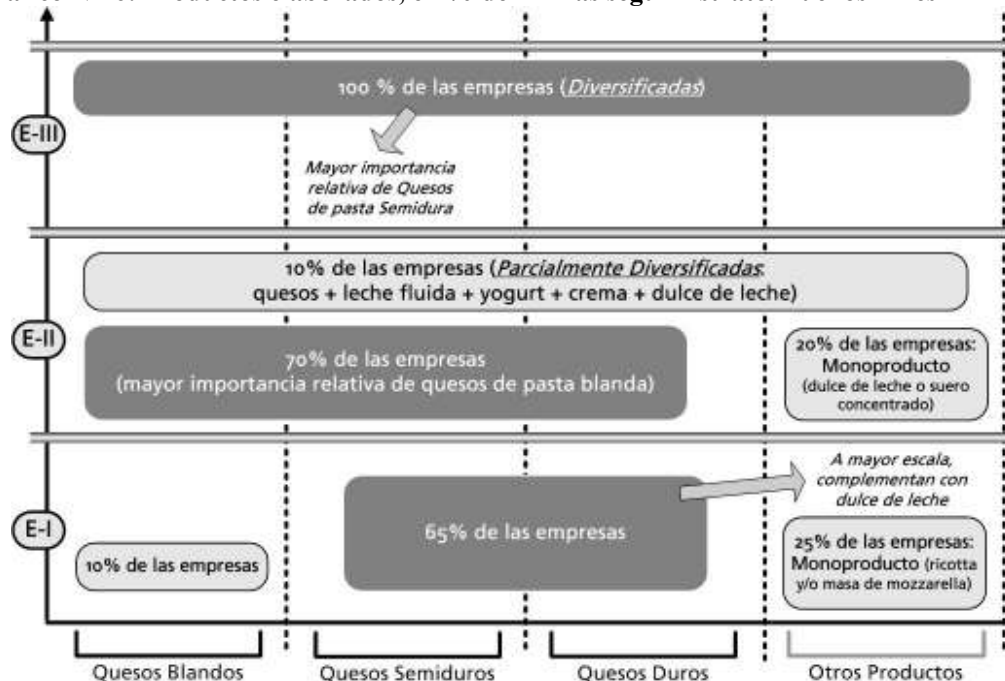 100 % de las empresas (Diversificadas)
E-III
Mayor importancia
relativa de Quesos
de pasta Semidura
10% de las empresas (Parcialmente Diversificadas:
quesos + leche fluida + yogurt + crema + dulce de leche)
E-II
70% de las empresas
(mayor importancia relativa de quesos de pasta blanda)
20% de las empresas:
Monoproducto
(dulce de leche o suero
concentrado)
A mayor escala,
complementan con
dulce de leche
E-I
65% de las empresas
10% de las empresas
25% de las empresas:
Monoproducto (ricotta
y/o masa de mozzarella)
Quesos Blandos
Quesos Semiduros
Quesos Duros
Otros Productos